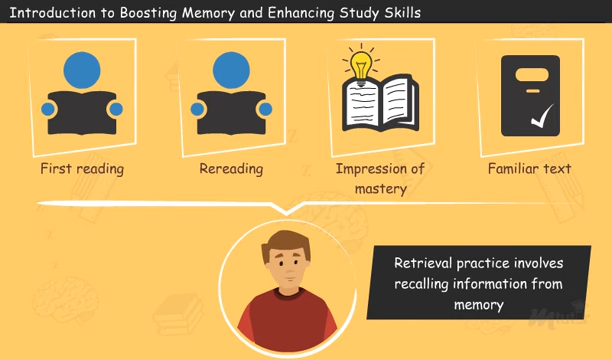 Introduction to Boosting Memory and Enhancing Study Skills
First reading
Rereading
Impression of
mastery
Familiar text
Retrieval practice involves
recalling information from
memory